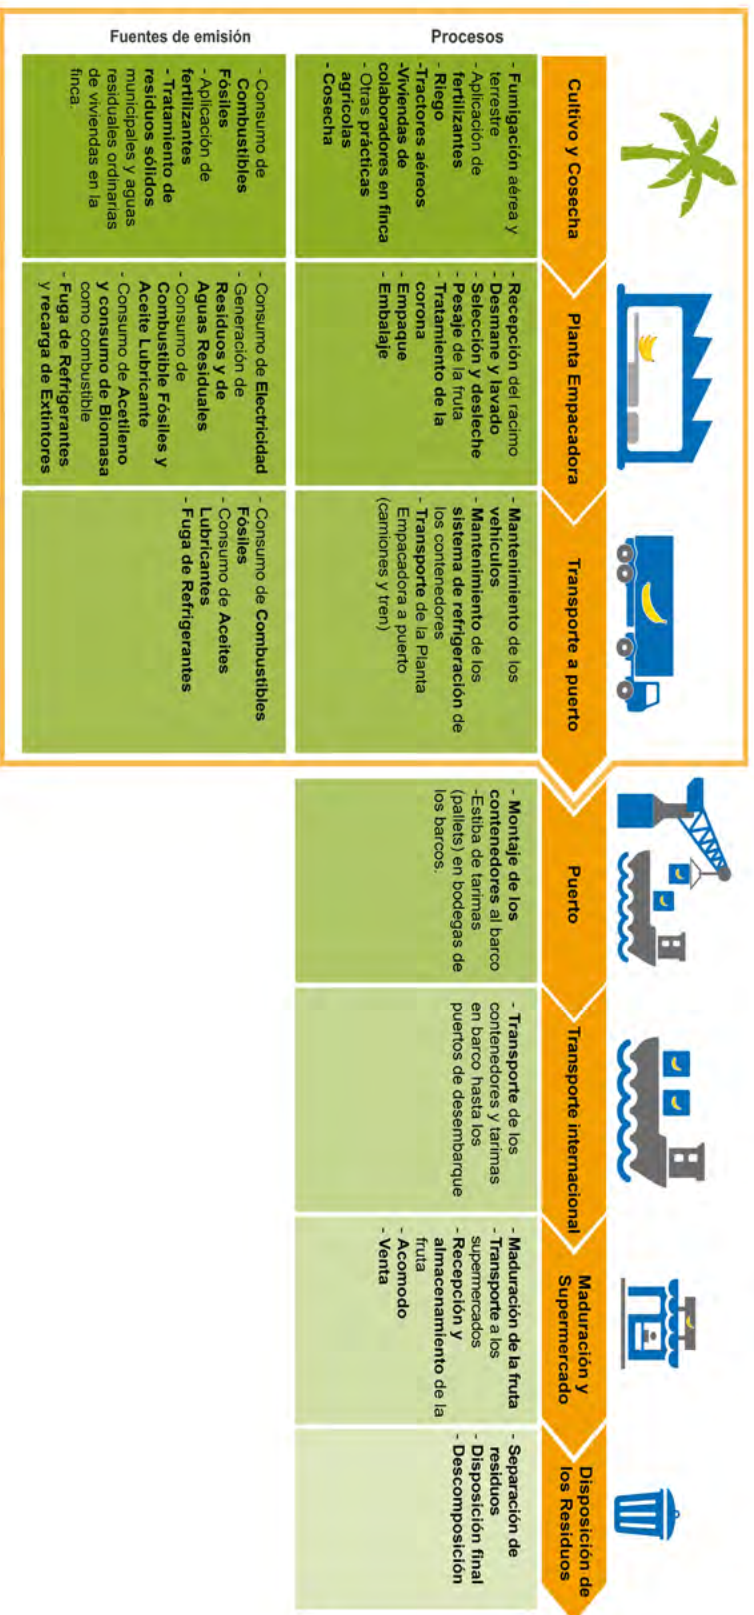 Cultivo y Cosecha
Planta Empacadora
Transporte a puerto
Puerto
Transporte internacional
Maduración y
Supermercado
Disposición de
los Residuos
Procesos
- Fumigación aérea y
terrestre
- Aplicación de
fertilizantes
- Riego
-Tractores aéreos
-Viviendas de
colaboradores en finca
- Otras prácticas
agrícolas
- Cosecha
- Recepción del racimo
- Desmane y lavado
- Selección y desleche
- Pesaje de la fruta
- Tratamiento de la
corona
- Empaque
- Embalaje
- Mantenimiento de los
vehículos
- Mantenimiento de los
sistema de refrigeración de
los contenedores
- Transporte de la Planta
Empacadora a puerto
(camiones y tren)
- Montaje de los
contenedores al barco
-Estiba de tarimas
(pallets) en bodegas de
los barcos.
- Transporte de los
contenedores y tarimas
en barco hasta los
puertos de desembarque
- Maduración de la fruta
- Transporte a los
supermercados
- Recepción y
almacenamiento de la
fruta
- Acomodo
- Venta
- Separación de
residuos
- Disposición final
- Descomposición
Fuentes de emisión
- Consumo de
Combustibles
Fósiles
- Aplicación de
fertilizantes
- Tratamiento de
residuos sólidos
municipales y aguas
residuales ordinarias
de viviendas en la
finca.
- Consumo de Electricidad
- Generación de
Residuos y de
Aguas Residuales
- Consumo de
Combustible Fósiles y
Aceite Lubricante
- Consumo de Acetileno
y consumo de Biomasa
como combustible
- Fuga de Refrigerantes
y recarga de Extintores
- Consumo de Combustibles
Fósiles
- Consumo de Aceites
Lubricantes
- Fuga de Refrigerantes